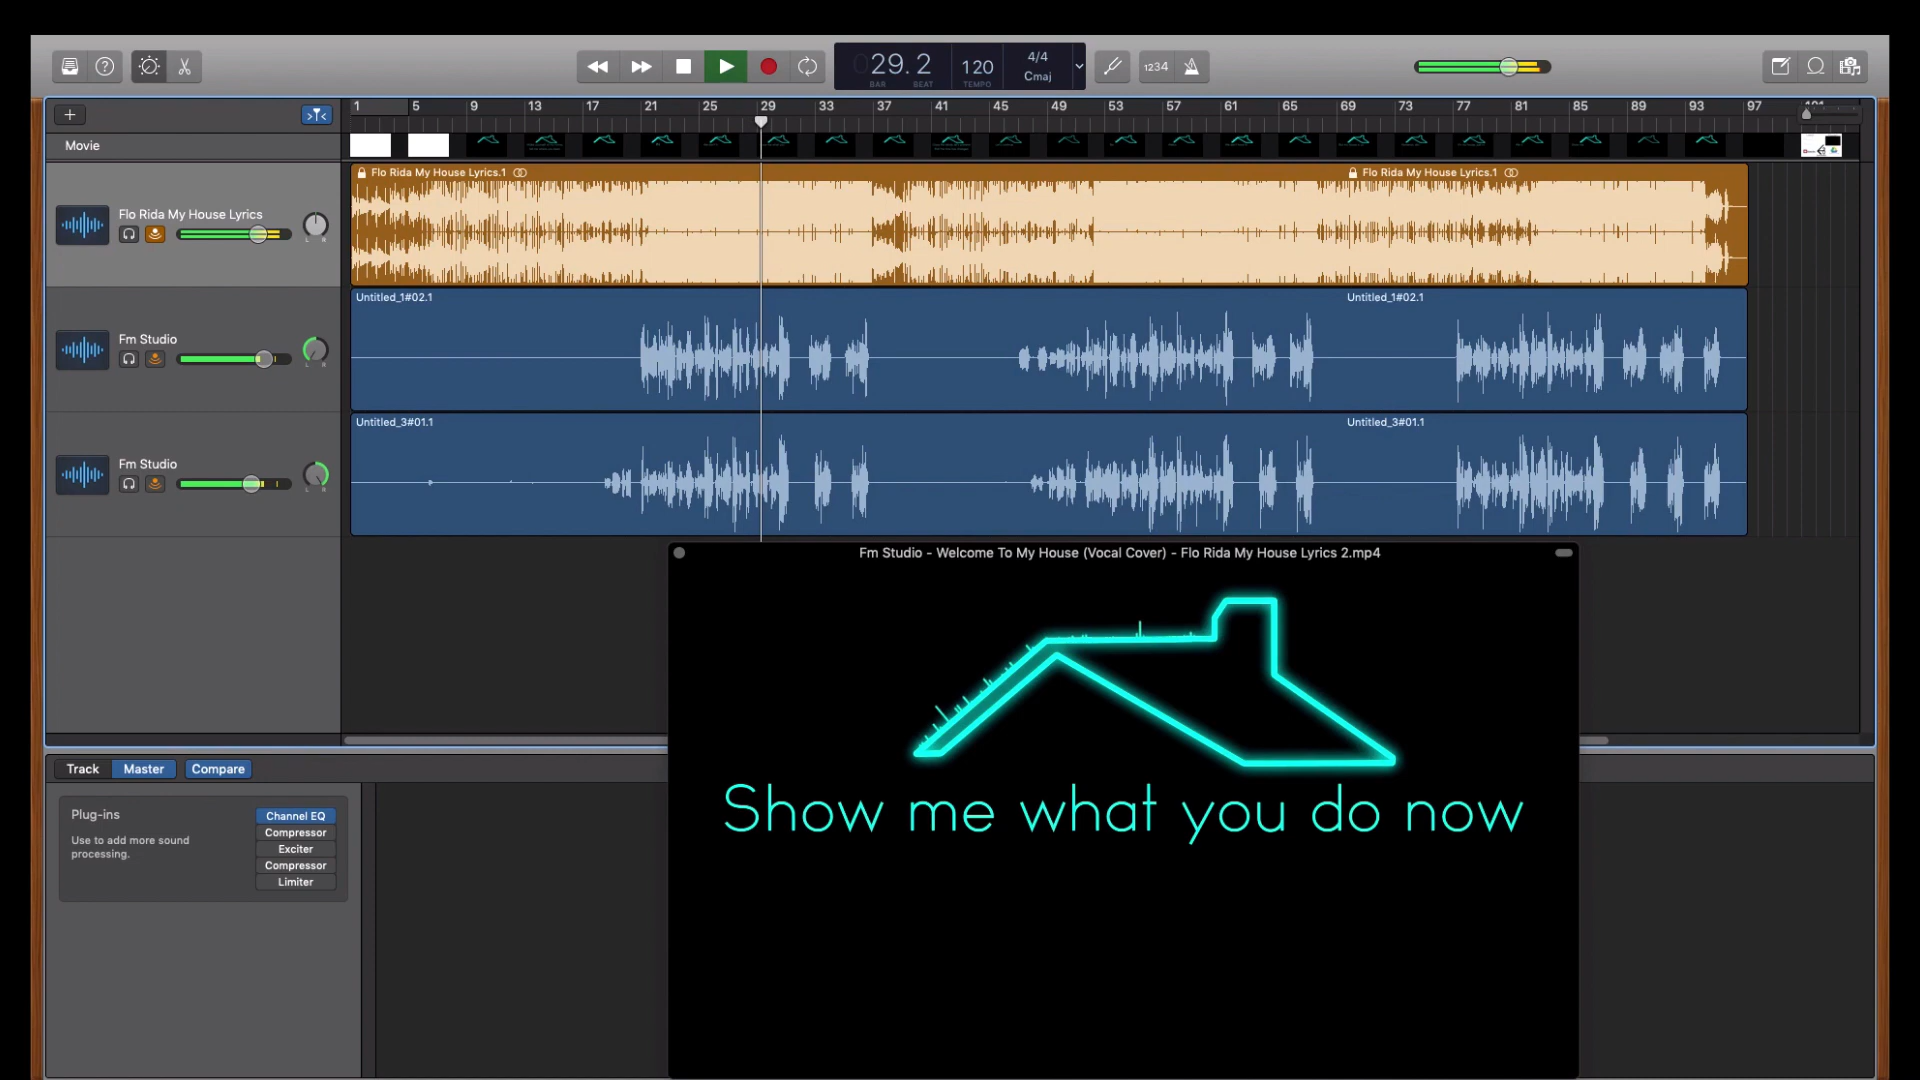 029.2
BAR BEAT
120
TEMPO
4/4
Cmaj
1234
1 5 9 13 17 21 25 29 33 37 41 45 49 53 57 61 65 69 73 77 81 85 89 93 97
Movie
Flo Rida My House Lyrics.1
Flo Rida My House Lyrics.1
Flo Rida My House Lyrics
L R
Untitled_1#02.1
Untitled_1#02.1
Fm Studio
L R
Untitled_3#01.1
Untitled_3#01.1
Fm Studio
L R
Fm Studio - Welcome To My House (Vocal Cover) - Flo Rida My House Lyrics 2.mp4
Show me what you do now
Track Master Compare
Plug-ins
Use to add more sound
processing.
Channel EQ
Compressor
Exciter
Compressor
Limiter